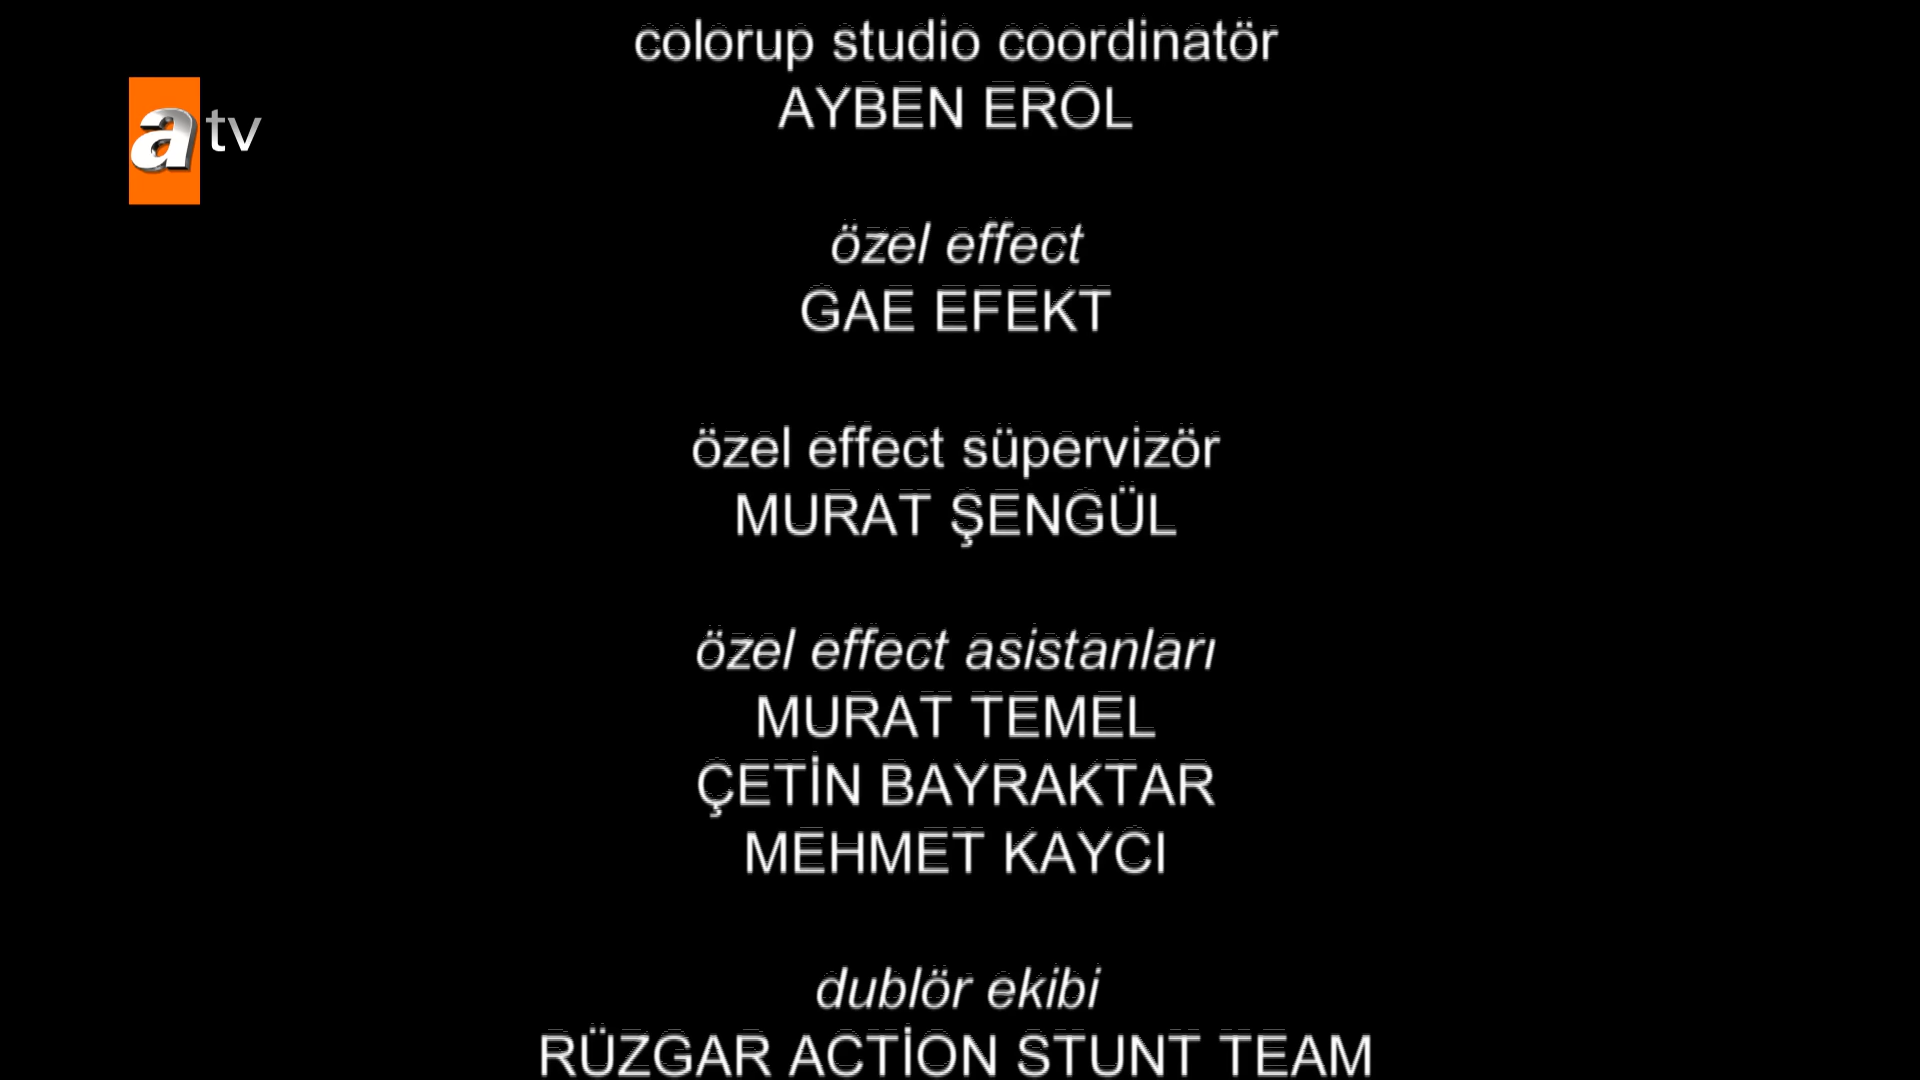 colorup studio coordinatör
AYBEN EROL
atv
özel effect
GAE EFEKT
özel effect süpervizör
MURAT ŞENGÜL
özel effect asistanları
MURAT TEMEL
ÇETİN BAYRAKTAR
MEHMET KAYCI
dublör ekibi
RÜZGAR ACTİON STUNT TEAM